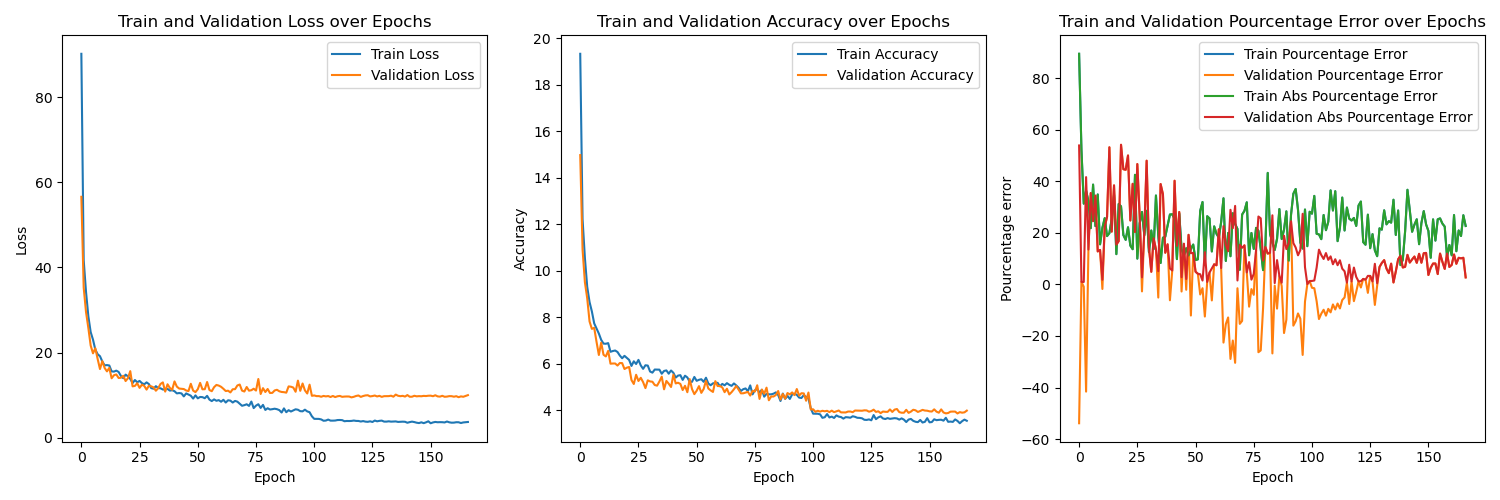 Train and Validation Loss over Epochs
Train Loss
Validation Loss
80
60
40
20
0
Loss
0
25
50
75
100
125
150
Epoch
Train and Validation Accuracy over Epochs
Train Accuracy
Validation Accuracy
20
18
16
14
12
10
8
6
4
Accuracy
0
25
50
75
100
125
150
Epoch
Train and Validation Pourcentage Error over Epochs
Train Pourcentage Error
Validation Pourcentage Error
Train Abs Pourcentage Error
Validation Abs Pourcentage Error
80
60
40
20
0
−20
−40
−60
Pourcentage error
0
25
50
75
100
125
150
Epoch